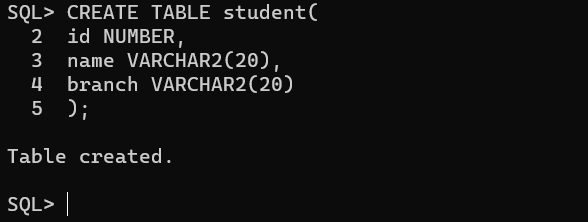 SQL> CREATE TABLE student(
  2  id NUMBER,
  3  name VARCHAR2(20),
  4  branch VARCHAR2(20)
  5  );

Table created.

SQL>